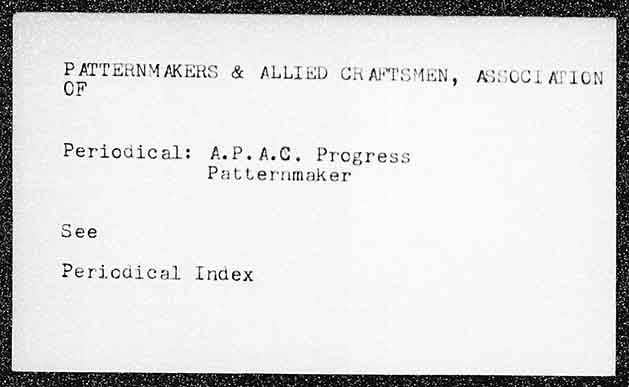 PATTERNMAKERS & ALLIED CRAFTSMEN, ASSOCIATION
OF
Periodical: A.P.A.C. Progress
Patternmaker
See
Periodical Index